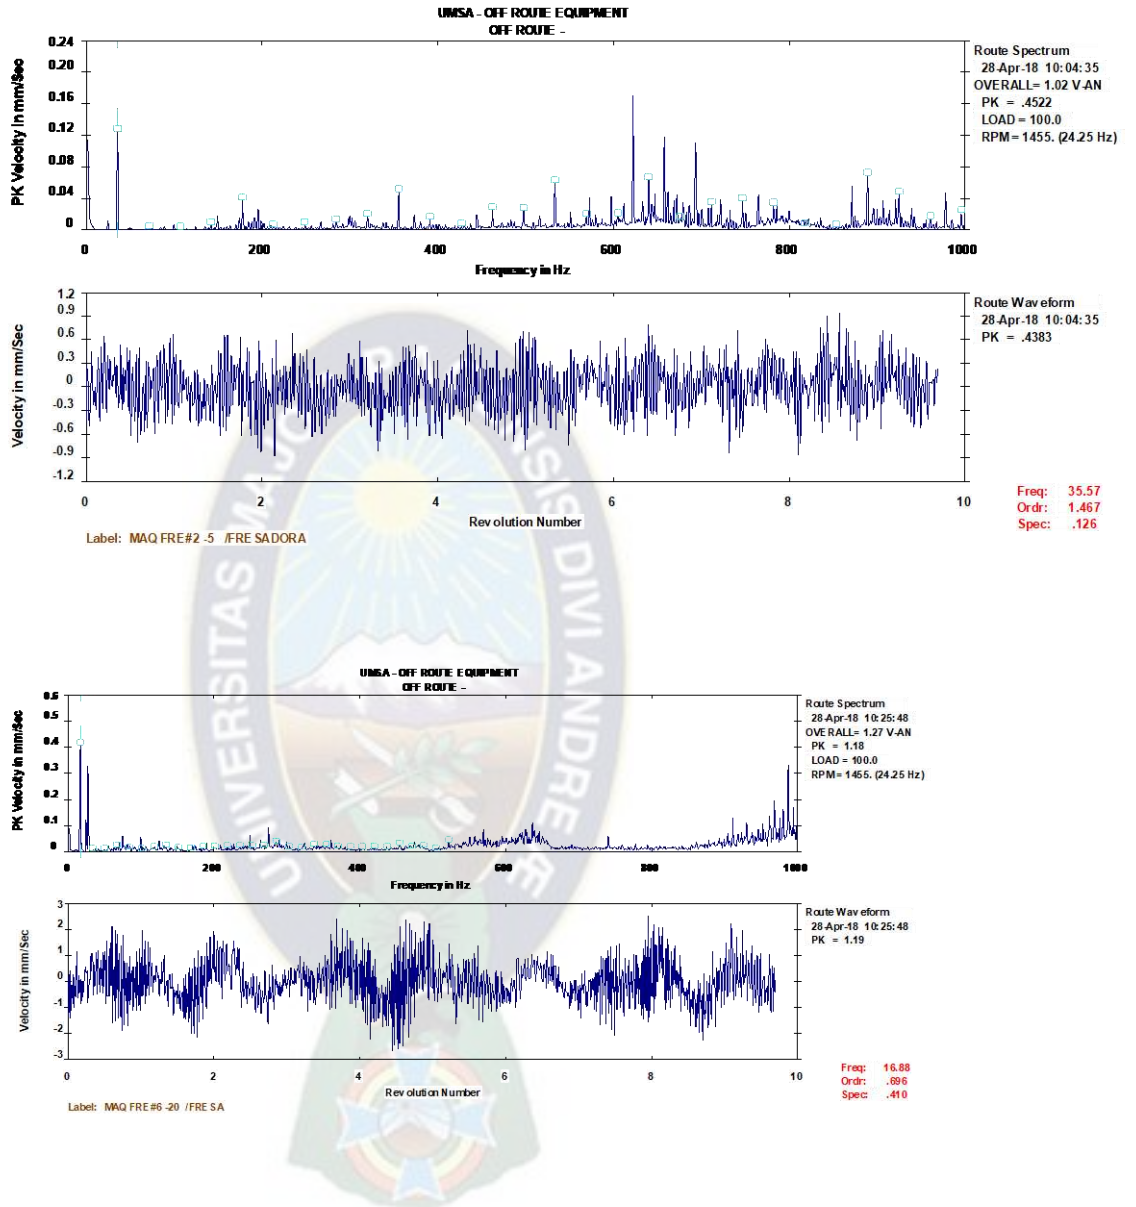 UMSA - OFF ROUTE EQUIPMENT
OFF ROUTE -
PK Velocity in mm/Sec
0.24
0.20
0.16
0.12
0.08
0.04
0
0 200 400 600 800 1000
Frequency in Hz
Route Spectrum
28-Apr-18 10:04:35
OVERALL= 1.02 V-AN
PK = .4522
LOAD = 100.0
RPM = 1455. (24.25 Hz)
Velocity in mm/Sec
1.2
0.9
0.6
0.3
0
-0.3
-0.6
-0.9
-1.2
0 2 4 6 8 10
Revolution Number
Route Waveform
28-Apr-18 10:04:35
PK = .4383
Freq: 35.57
Ordr: 1.467
Spec: .126
Label: MAQ FRE#2 -5 /FRESADORA
UNIVERSITAS MAJOR PACENSIS DIVI ANDREÆ
UMSA - OFF ROUTE EQUIPMENT
OFF ROUTE -
PK Velocity in mm/Sec
0.6
0.5
0.4
0.3
0.2
0.1
0
0 200 400 600 800 1000
Frequency in Hz
Route Spectrum
28-Apr-18 10:25:48
OVERALL= 1.27 V-AN
PK = 1.18
LOAD = 100.0
RPM = 1455. (24.25 Hz)
Velocity in mm/Sec
3
2
1
0
-1
-2
-3
0 2 4 6 8 10
Revolution Number
Route Waveform
28-Apr-18 10:25:48
PK = 1.19
Freq: 16.88
Ordr: .696
Spec: .410
Label: MAQ FRE#6 -20 /FRESA